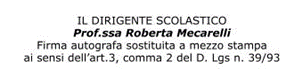 IL DIRIGENTE SCOLASTICO
Prof.ssa Roberta Mecarelli
Firma autografa sostituita a mezzo stampa
ai sensi dell'art.3, comma 2 del D. Lgs n. 39/93